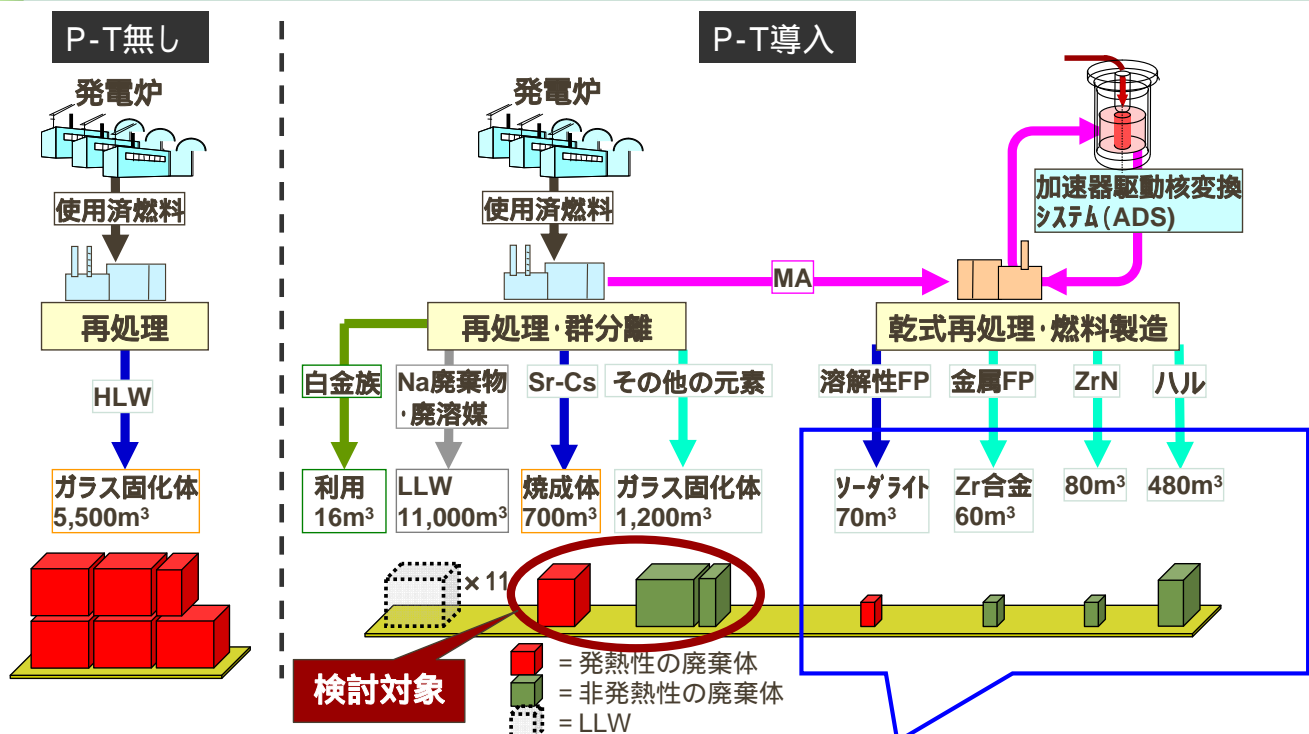 P-T無し
発電炉
使用済燃料
再処理
HLW
ガラス固化体
5,500m³
P-T導入
発電炉
使用済燃料
再処理・群分離
MA
加速器駆動核変換
システム(ADS)
乾式再処理・燃料製造
白金族
Na廃棄物
・廃溶媒
Sr-Cs
その他の元素
溶解性FP
金属FP
ZrN
ハル
利用
16m³
LLW
11,000m³
焼成体
700m³
ガラス固化体
1,200m³
ソーダライト
70m³
Zr合金
60m³
80m³
480m³
× 11
検討対象
= 発熱性の廃棄体
= 非発熱性の廃棄体
= LLW